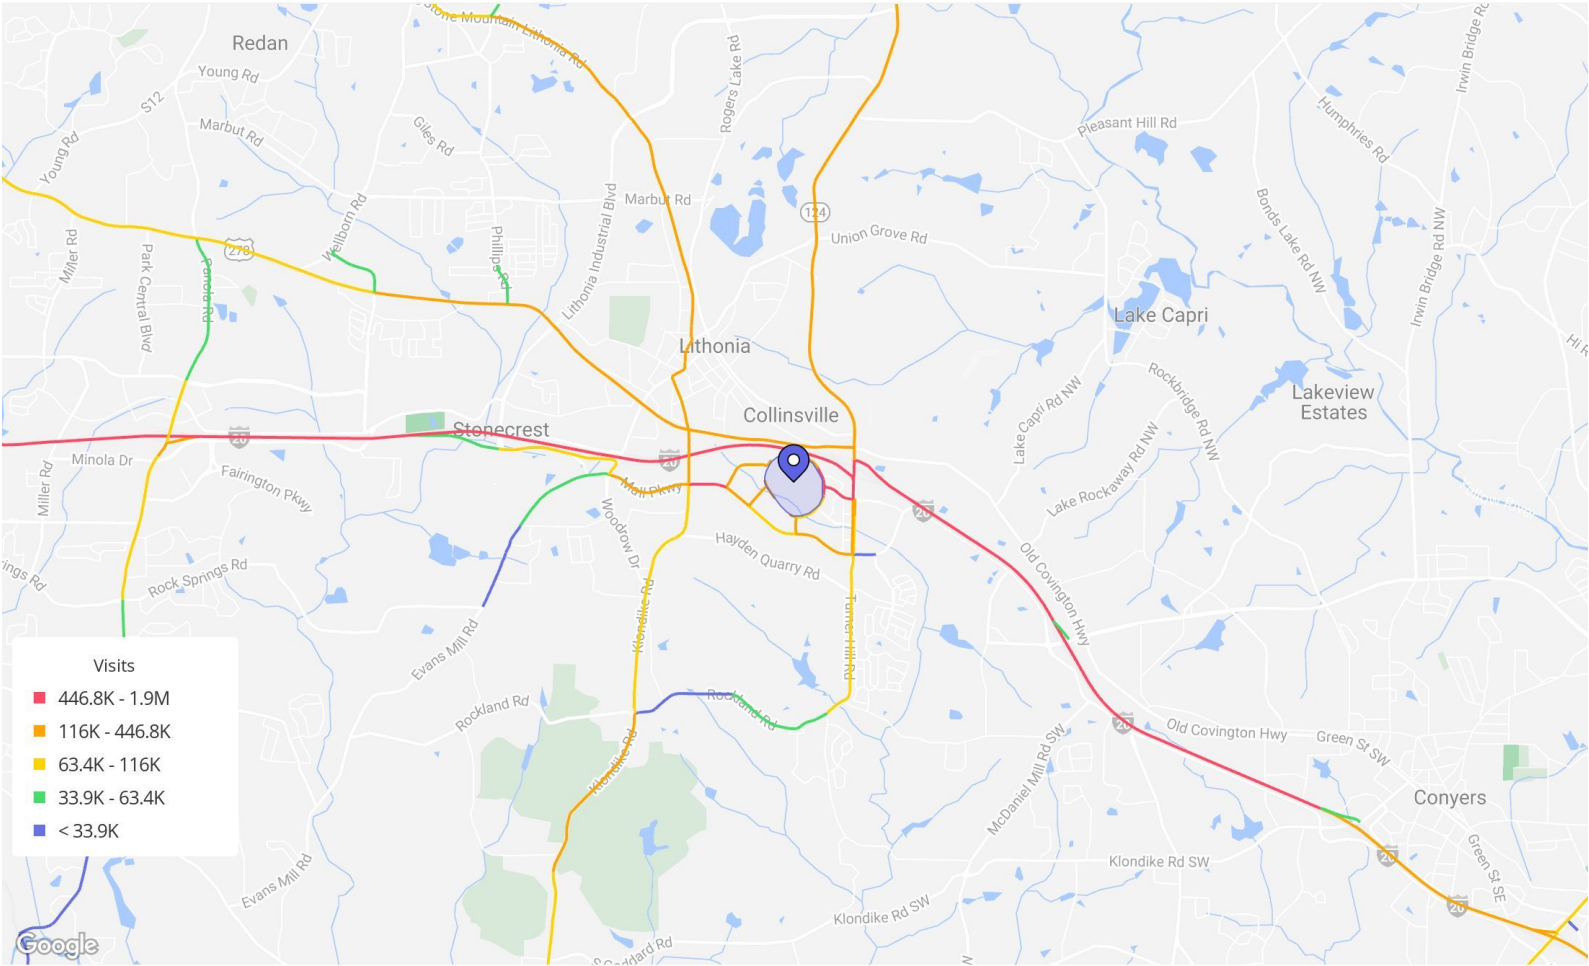 Stone Mountain Lithonia Rd
Redan
Young Rd
S12
Rogers Lake Rd
Irwin Bridge Rd
Humphries Rd
Pleasant Hill Rd
Marbut Rd
Giles Rd
Young Rd
Marbut Rd
124
Union Grove Rd
Bonds Lake Rd NW
Irwin Bridge Rd NW
Wellborn Rd
278
Phillips Rd
Lithonia Industrial Blvd
Miller Rd
Park Central Blvd
Panola Rd
Lake Capri
Lithonia
Hi R
Rockbridge Rd NW
Lake Capri Rd NW
Lakeview
Estates
Collinsville
Stonecrest
20
20
Minola Dr
Miller Rd
Fairington Pkwy
Mall Pkwy
Lake Rockaway Rd NW
20
Woodrow Dr
Hayden Quarry Rd
Old Covington Hwy
ings Rd
Rock Springs Rd
Klondike Rd
Turner Hill Rd
Evans Mill Rd
Rockland Rd
Rockland Rd
20
Old Covington Hwy
Green St SW
McDaniel Mill Rd SW
Klondike Rd
Conyers
Green St SE
20
Klondike Rd SW
Evans Mill Rd
Klondike Rd SW
20
S Goddard Rd
Visits
446.8K - 1.9M
116K - 446.8K
63.4K - 116K
33.9K - 63.4K
< 33.9K
Google